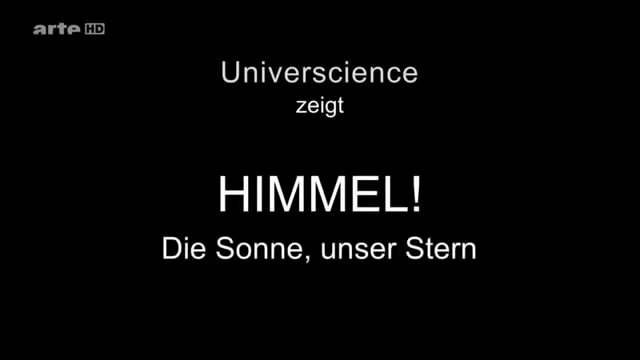 arte HD
Universcience
zeigt
HIMMEL!
Die Sonne, unser Stern